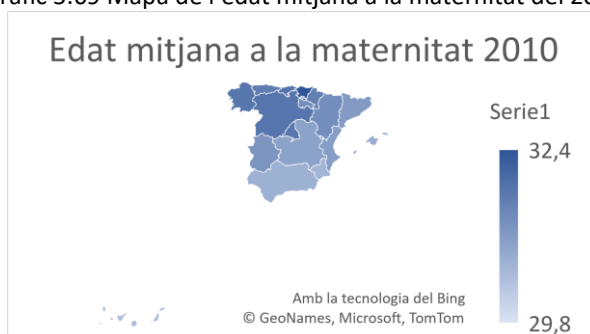 Edat mitjana a la maternitat 2010
Serie1
32,4
29,8
Amb la tecnologia del Bing
© GeoNames, Microsoft, TomTom